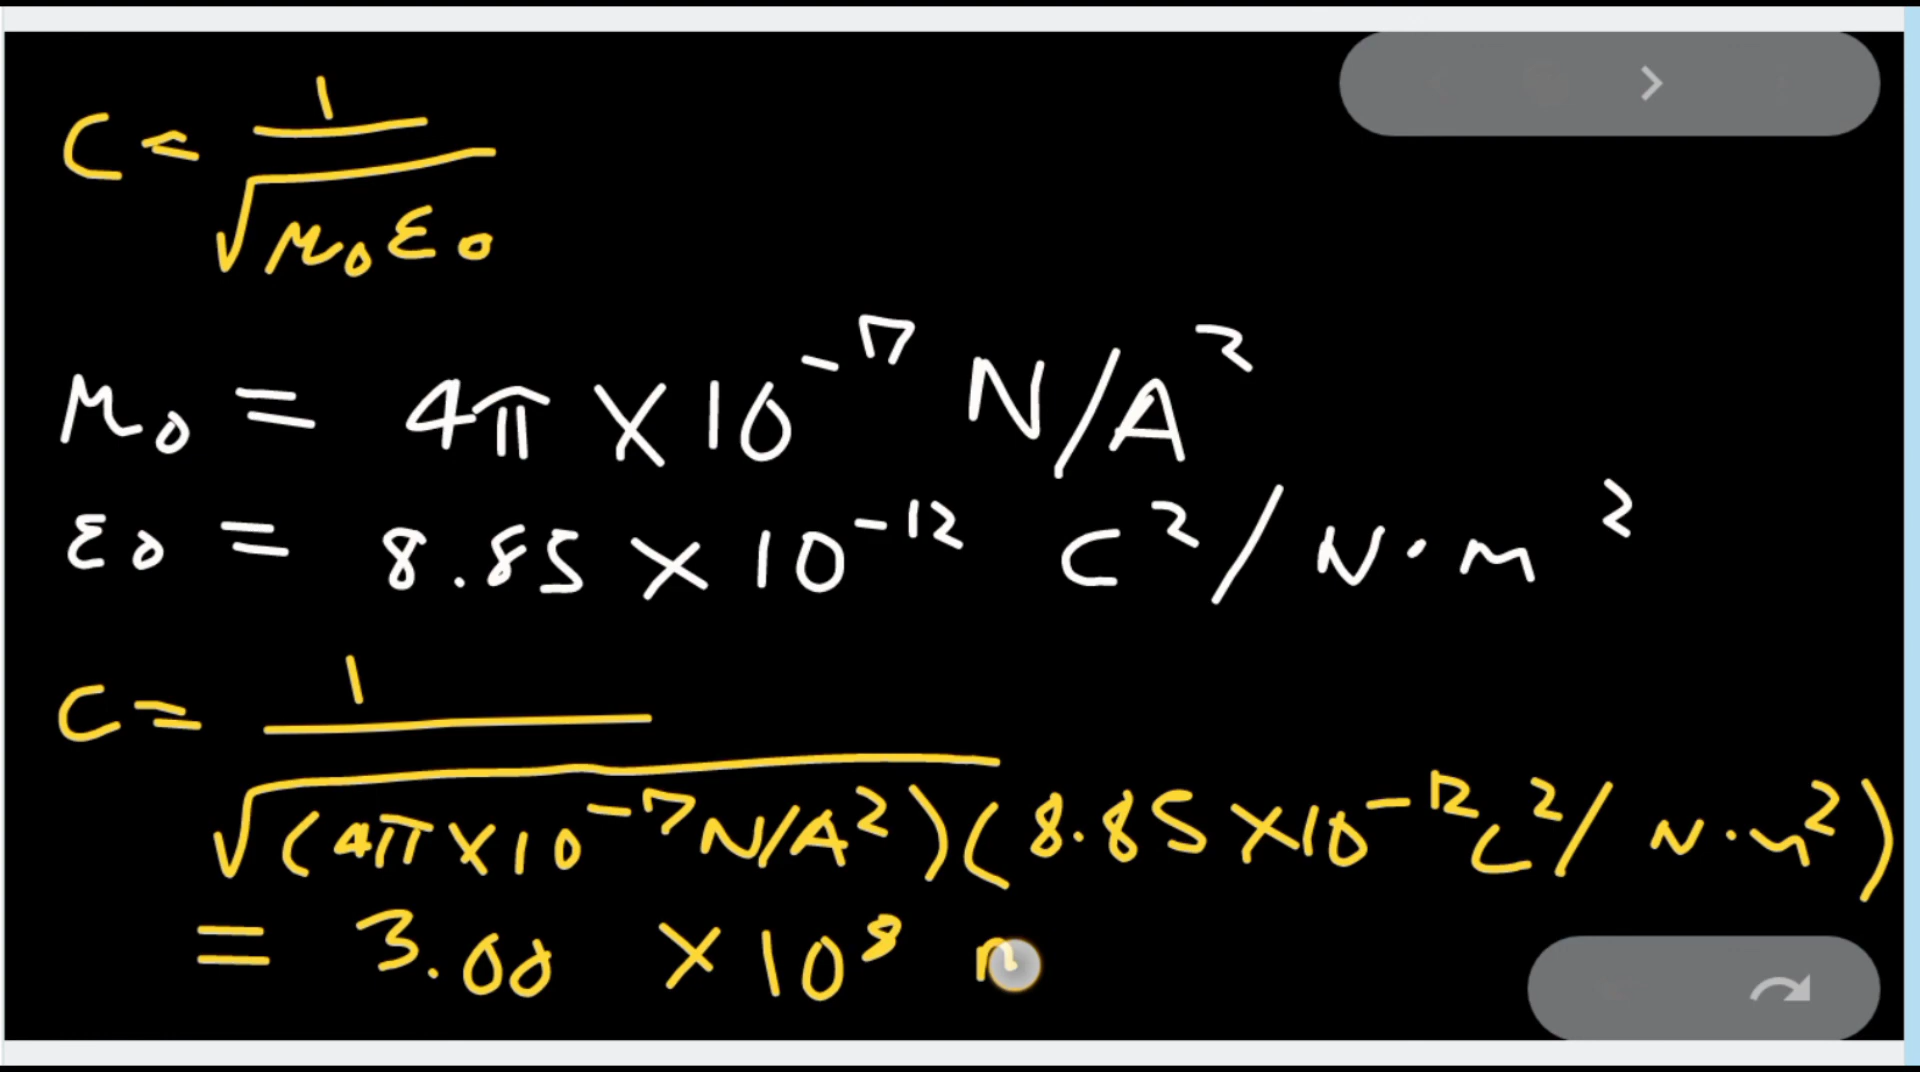 C = 1/√μ₀ε₀
μ₀ = 4π × 10⁻⁷ N/A²
ε₀ = 8.85 × 10⁻¹² C²/N·m²
C = 1/√(4π × 10⁻⁷ N/A²)(8.85 × 10⁻¹² C²/N·m²)
= 3.00 × 10⁸